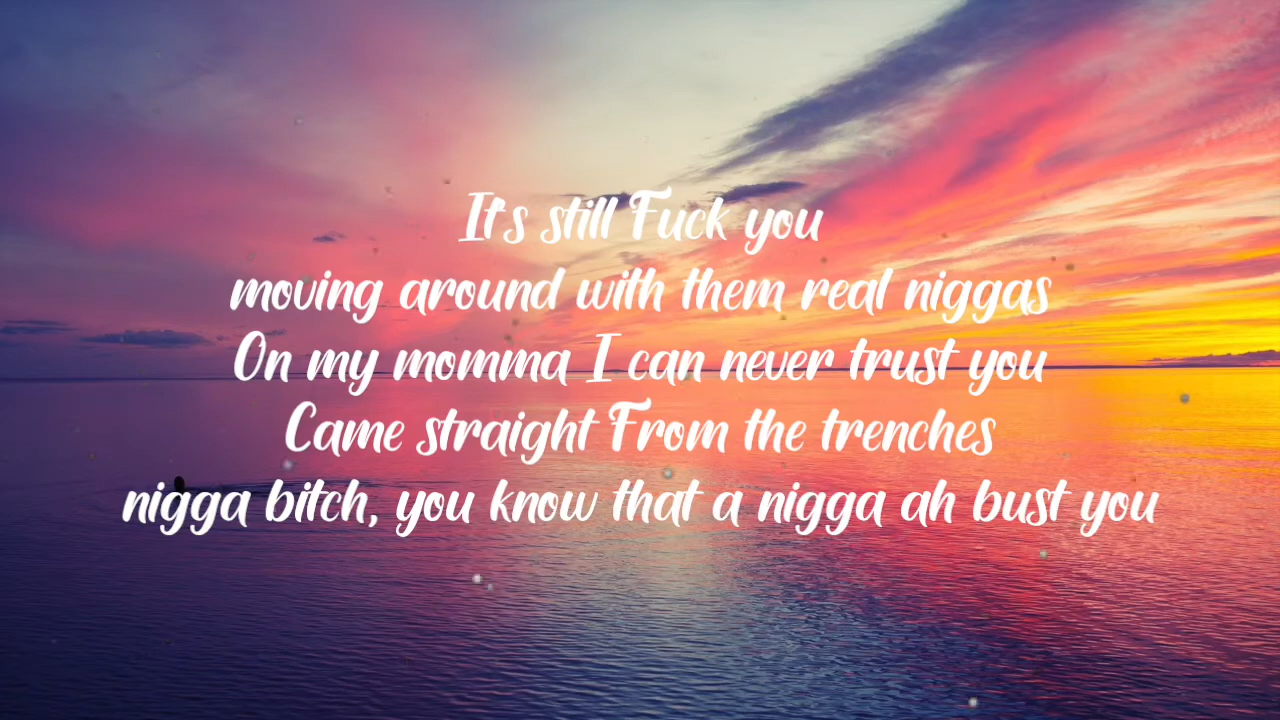 It's still Fuck you
moving around with them real niggas
On my momma I can never trust you
Came straight From the trenches
nigga bitch, you know that a nigga ah bust you